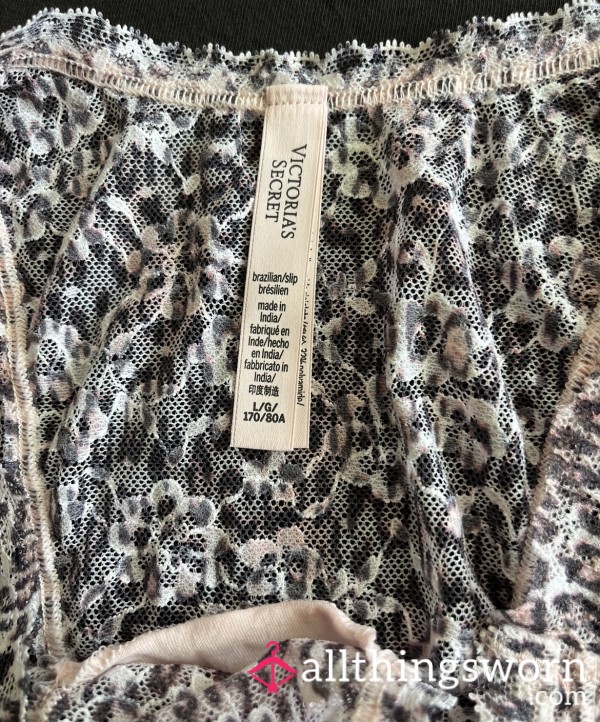 VICTORIA'S
SECRET
brazilian/slip
brésilien
made in
India/
fabriqué en
Inde/hecho
en India/
fabbricato in
India/
印度制造
L/G/
170/80A
allthingsworn
.com